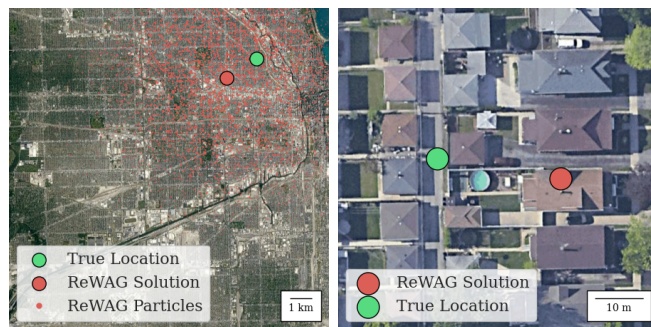 True Location
ReWAG Solution
ReWAG Particles
1 km
ReWAG Solution
True Location
10 m